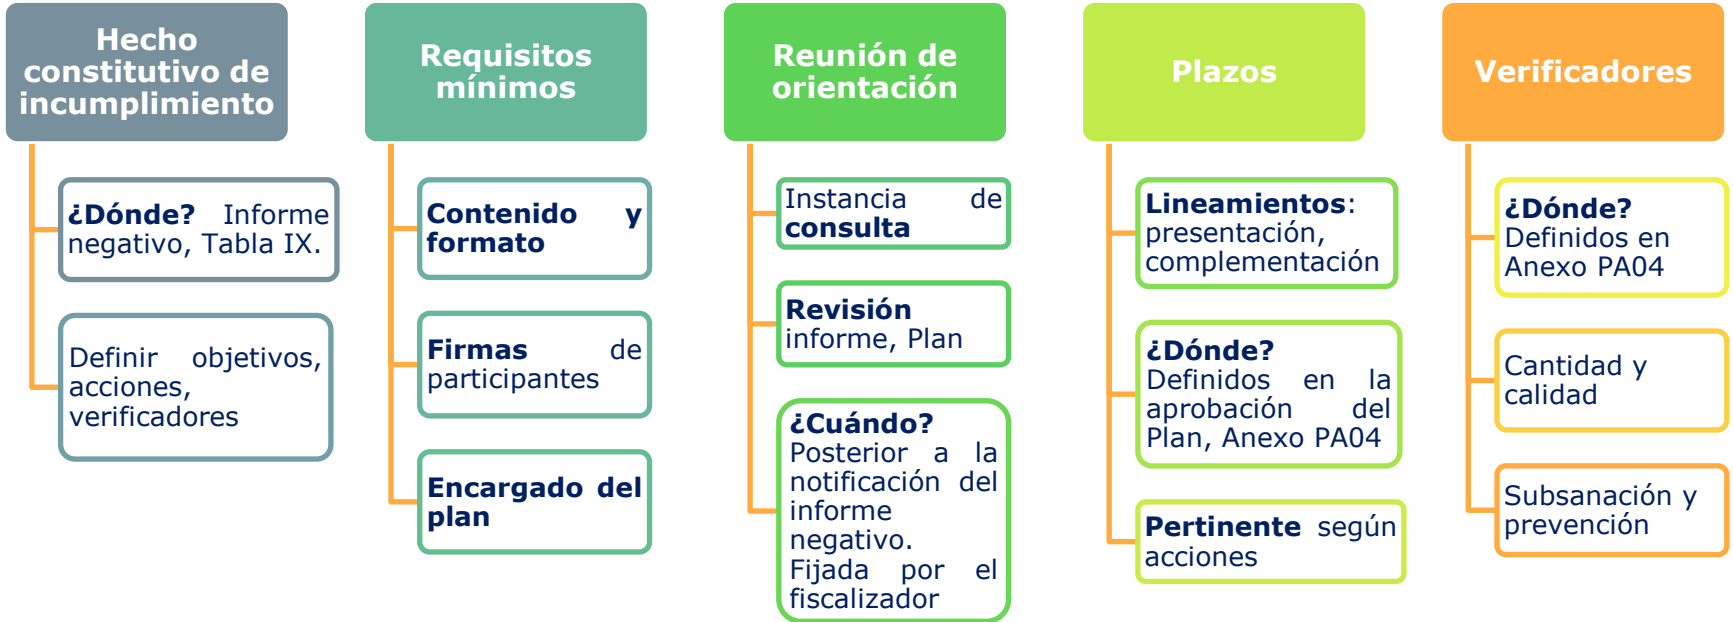 Hecho
constitutivo de
incumplimiento
¿Dónde? Informe
negativo, Tabla IX.
Definir objetivos,
acciones,
verificadores
Requisitos
mínimos
Contenido y
formato
Firmas de
participantes
Encargado del
plan
Reunión de
orientación
Instancia de
consulta
Revisión
informe, Plan
¿Cuándo?
Posterior a la
notificación del
informe
negativo.
Fijada por el
fiscalizador
Plazos
Lineamientos:
presentación,
complementación
¿Dónde?
Definidos en la
aprobación del
Plan, Anexo PA04
Pertinente según
acciones
Verificadores
¿Dónde?
Definidos en
Anexo PA04
Cantidad y
calidad
Subsanación y
prevención